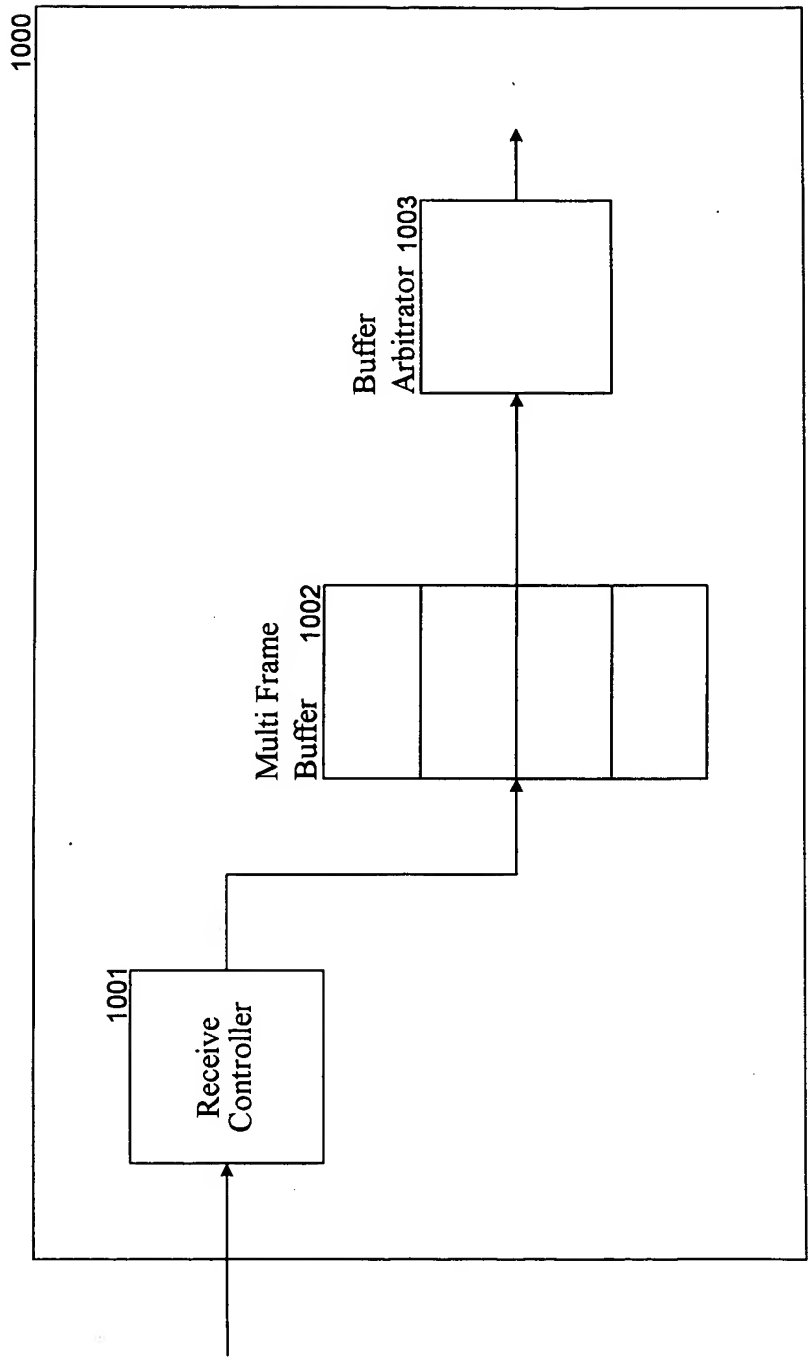 1000
1001
Receive
Controller
Multi Frame
Buffer 1002
Buffer
Arbitrator 1003